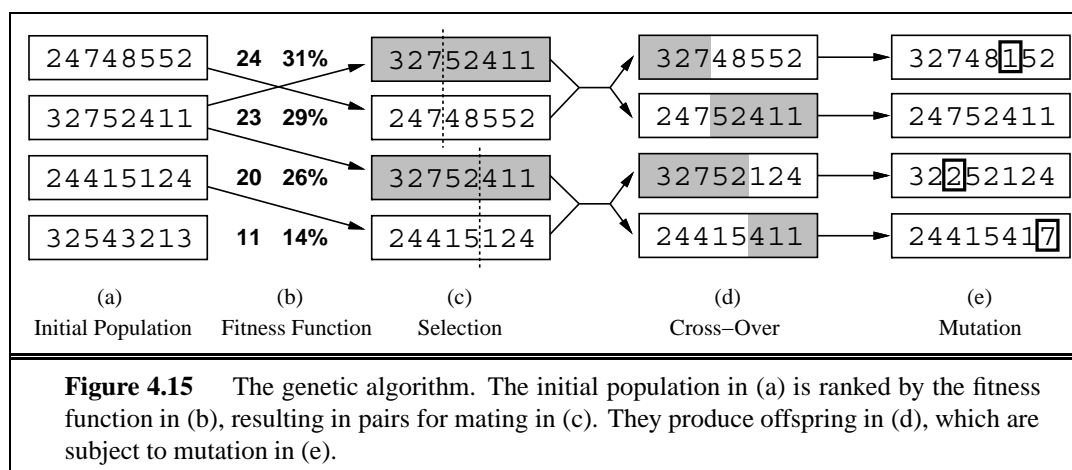 24748552 24 31% 32752411 32748552 32748152
32752411 23 29% 24748552 24752411 24752411
24415124 20 26% 32752411 32752124 32252124
32543213 11 14% 24415124 24415411 24415417
(a) (b) (c) (d) (e)
Initial Population Fitness Function Selection Cross−Over Mutation
Figure 4.15 The genetic algorithm. The initial population in (a) is ranked by the fitness
function in (b), resulting in pairs for mating in (c). They produce offspring in (d), which are
subject to mutation in (e).